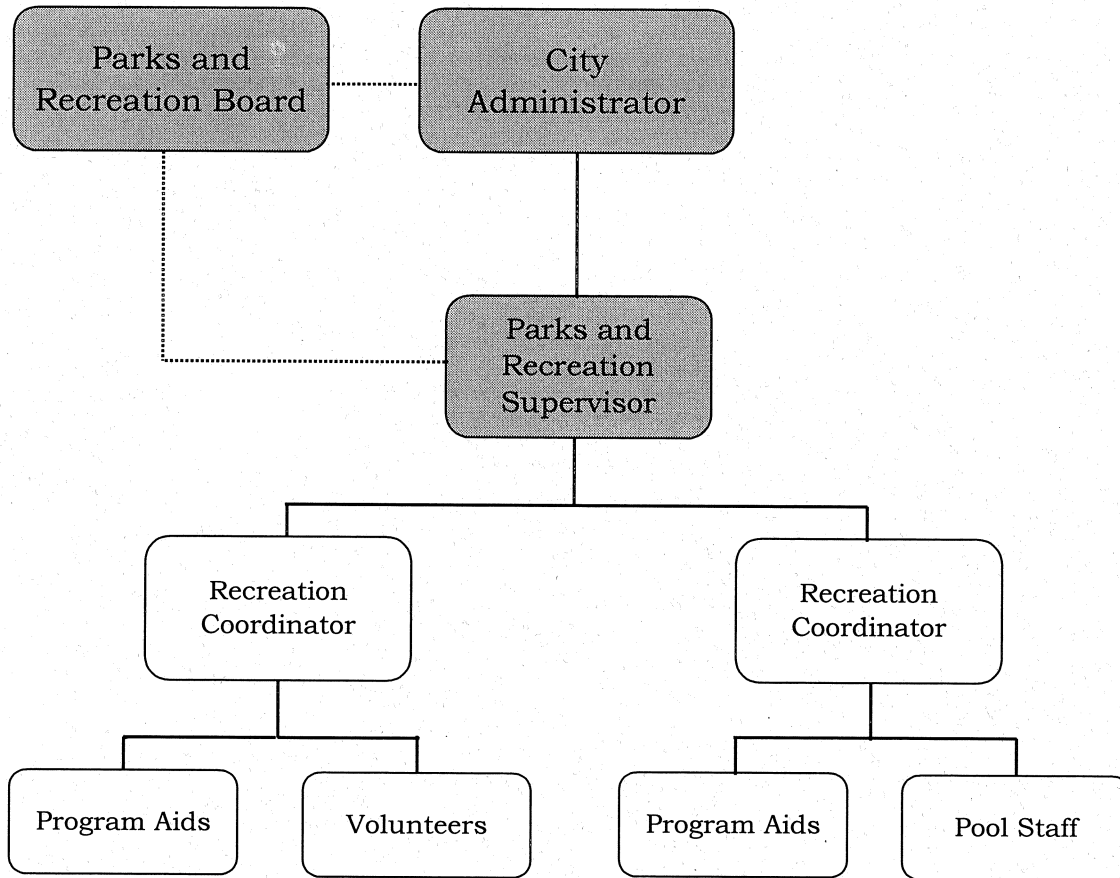 Parks and
Recreation Board
City
Administrator
Parks and
Recreation
Supervisor
Recreation
Coordinator
Recreation
Coordinator
Program Aids
Volunteers
Program Aids
Pool Staff